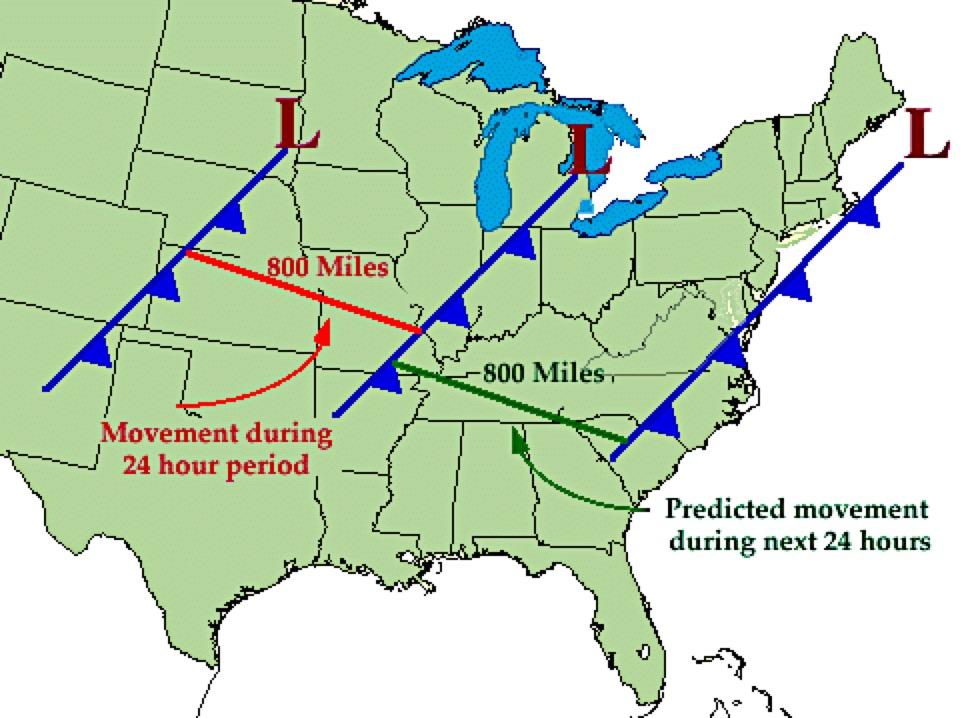 L
L
L
800 Miles
800 Miles
Movement during
24 hour period
Predicted movement
during next 24 hours